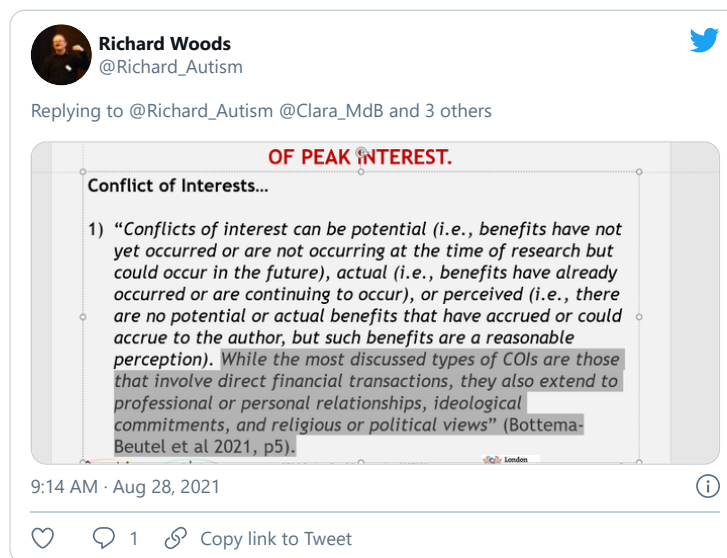 Richard Woods
@Richard_Autism
Replying to @Richard_Autism @Clara_MdB and 3 others
OF PEAK INTEREST.
Conflict of Interests...
1) “Conflicts of interest can be potential (i.e., benefits have not
yet occurred or are not occurring at the time of research but
could occur in the future), actual (i.e., benefits have already
occurred or are continuing to occur), or perceived (i.e., there
are no potential or actual benefits that have accrued or could
accrue to the author, but such benefits are a reasonable
perception). While the most discussed types of COIs are those
that involve direct financial transactions, they also extend to
professional or personal relationships, ideological
commitments, and religious or political views” (Bottema-
Beutel et al 2021, p5).
London
9:14 AM · Aug 28, 2021
1
Copy link to Tweet